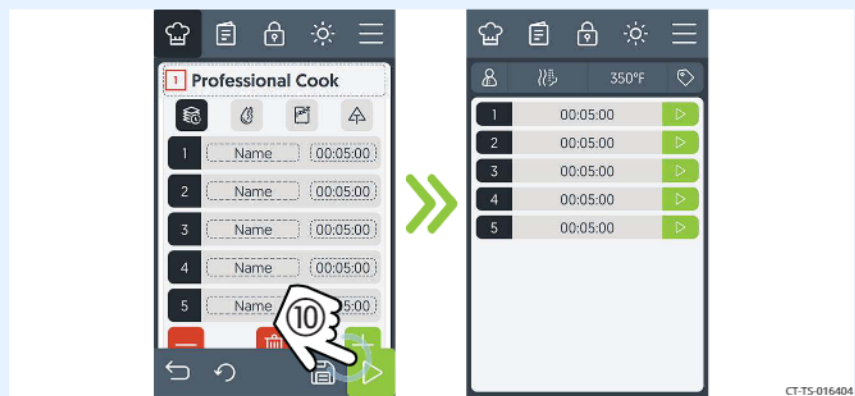 1 Professional Cook
1 Name 00:05:00
2 Name 00:05:00
3 Name 00:05:00
4 Name 00:05:00
5 Name 5:00
10
350°F
1 00:05:00
2 00:05:00
3 00:05:00
4 00:05:00
5 00:05:00
CT-TS-016404